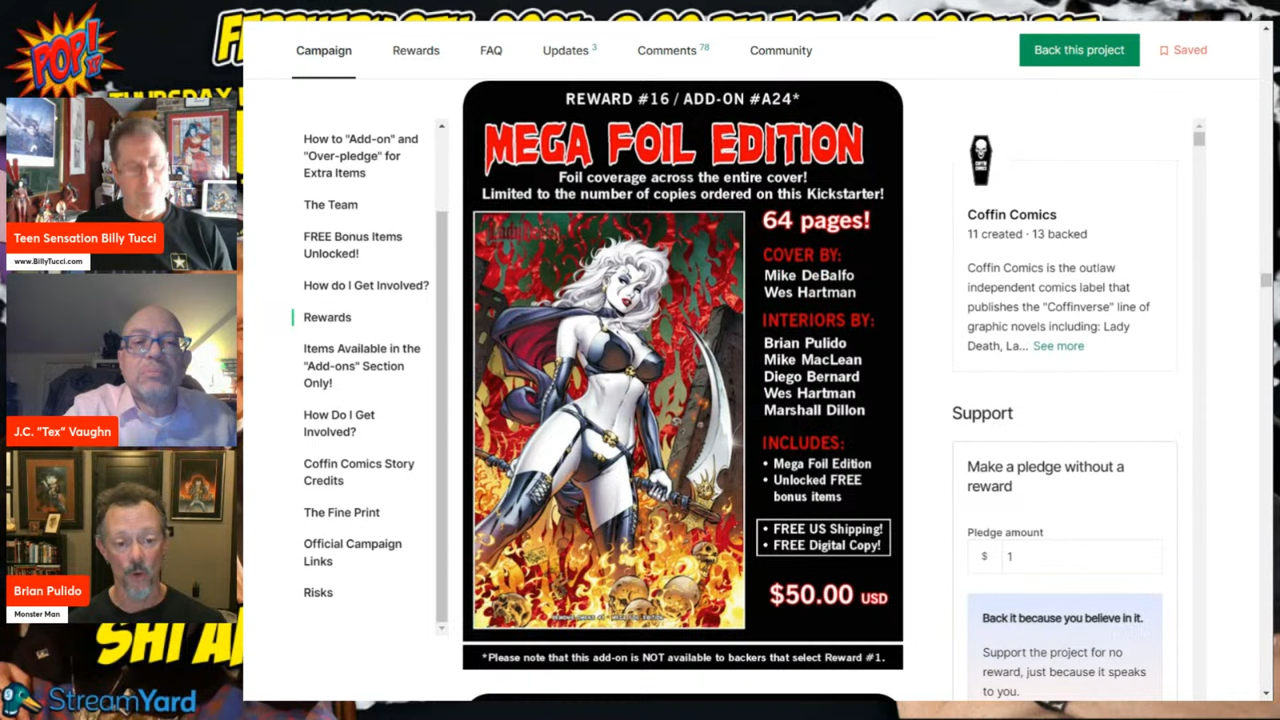 POP!
XP
THURSDAY
Teen Sensation Billy Tucci
www.BillyTucci.com
J.C. "Tex" Vaughn
Brian Pulido
Monster Man
SHI A
StreamYard
Campaign
Rewards
FAQ
Updates 3
Comments 78
Community
Back this project
Saved
How to "Add-on" and
"Over-pledge" for
Extra Items
The Team
FREE Bonus Items
Unlocked!
How do I Get Involved?
Rewards
Items Available in the
"Add-ons" Section
Only!
How Do I Get
Involved?
Coffin Comics Story
Credits
The Fine Print
Official Campaign
Links
Risks
REWARD #16 / ADD-ON #A24*
MEGA FOIL EDITION
Foil coverage across the entire cover!
Limited to the number of copies ordered on this Kickstarter!
64 pages!
COVER BY:
Mike DeBalfo
Wes Hartman
INTERIORS BY:
Brian Pulido
Mike MacLean
Diego Bernard
Wes Hartman
Marshall Dillon
INCLUDES:
• Mega Foil Edition
• Unlocked FREE
bonus items
• FREE US Shipping!
• FREE Digital Copy!
$50.00 USD
*Please note that this add-on is NOT available to backers that select Reward #1.
COFFIN
COMICS
Coffin Comics
11 created · 13 backed
Coffin Comics is the outlaw
independent comics label that
publishes the "Coffinverse" line of
graphic novels including: Lady
Death, La... See more
Support
Make a pledge without a
reward
Pledge amount
$ 1
Back it because you believe in it.
Support the project for no
reward, just because it speaks
to you.